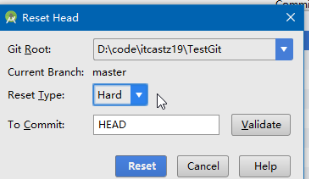 Reset Head
Git Root: D:\code\itcastz19\TestGit
Current Branch: master
Reset Type: Hard
To Commit: HEAD Validate
Reset Cancel Help